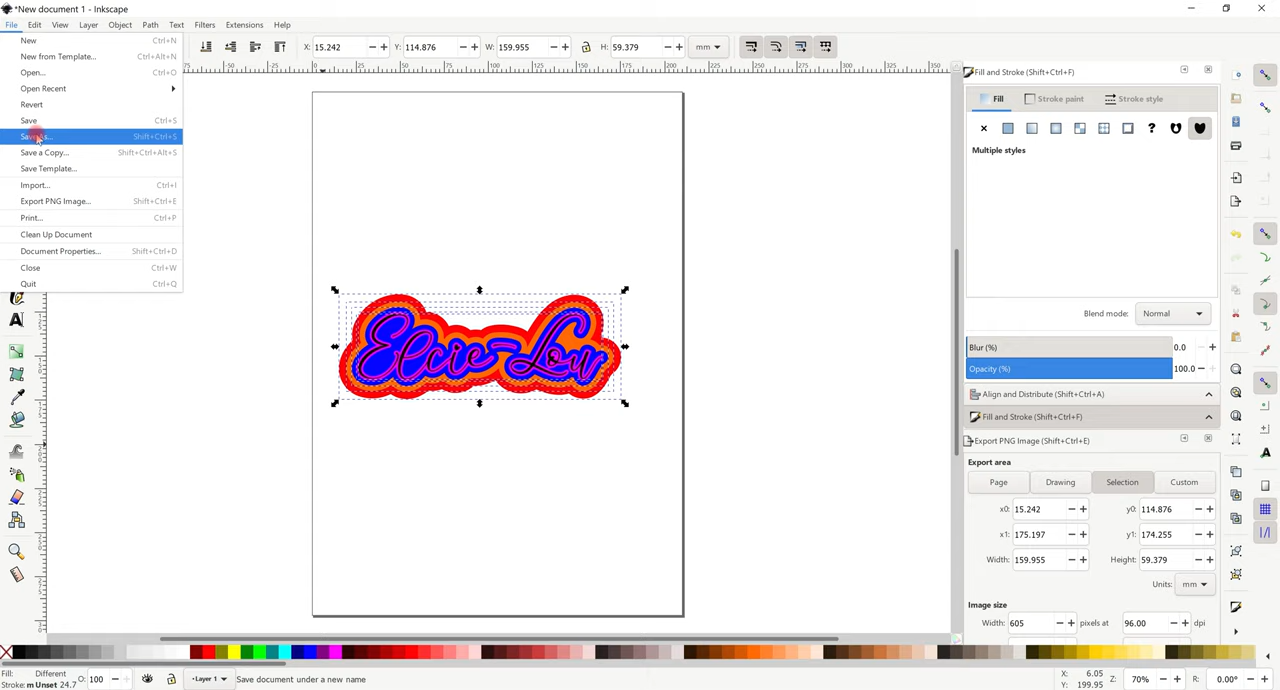 *New document 1 - Inkscape
File Edit View Layer Object Path Text Filters Extensions Help
New Ctrl+N
New from Template... Ctrl+Alt+N
Open... Ctrl+O
Open Recent
Revert
Save Ctrl+S
Save As... Shift+Ctrl+S
Save a Copy... Shift+Ctrl+Alt+S
Save Template...
Import... Ctrl+I
Export PNG Image... Shift+Ctrl+E
Print... Ctrl+P
Clean Up Document
Document Properties... Shift+Ctrl+D
Close Ctrl+W
Quit Ctrl+Q
X: 15.242 Y: 114.876 W: 159.955 H: 59.379 mm
Elcie-Lou
Fill and Stroke (Shift+Ctrl+F)
Fill Stroke paint Stroke style
?
Multiple styles
Blend mode: Normal
Blur (%) 0.0
Opacity (%) 100.0
Align and Distribute (Shift+Ctrl+A)
Fill and Stroke (Shift+Ctrl+F)
Export PNG Image (Shift+Ctrl+E)
Export area
Page Drawing Selection Custom
x0: 15.242 y0: 114.876
x1: 175.197 y1: 174.255
Width: 159.955 Height: 59.379
Units: mm
Image size
Width: 605 pixels at 96.00 dpi
Fill: Different
Stroke: m Unset 24.7
O: 100
Layer 1
Save document under a new name
X: 6.05
Y: 199.95
Z: 70%
R: 0.00°